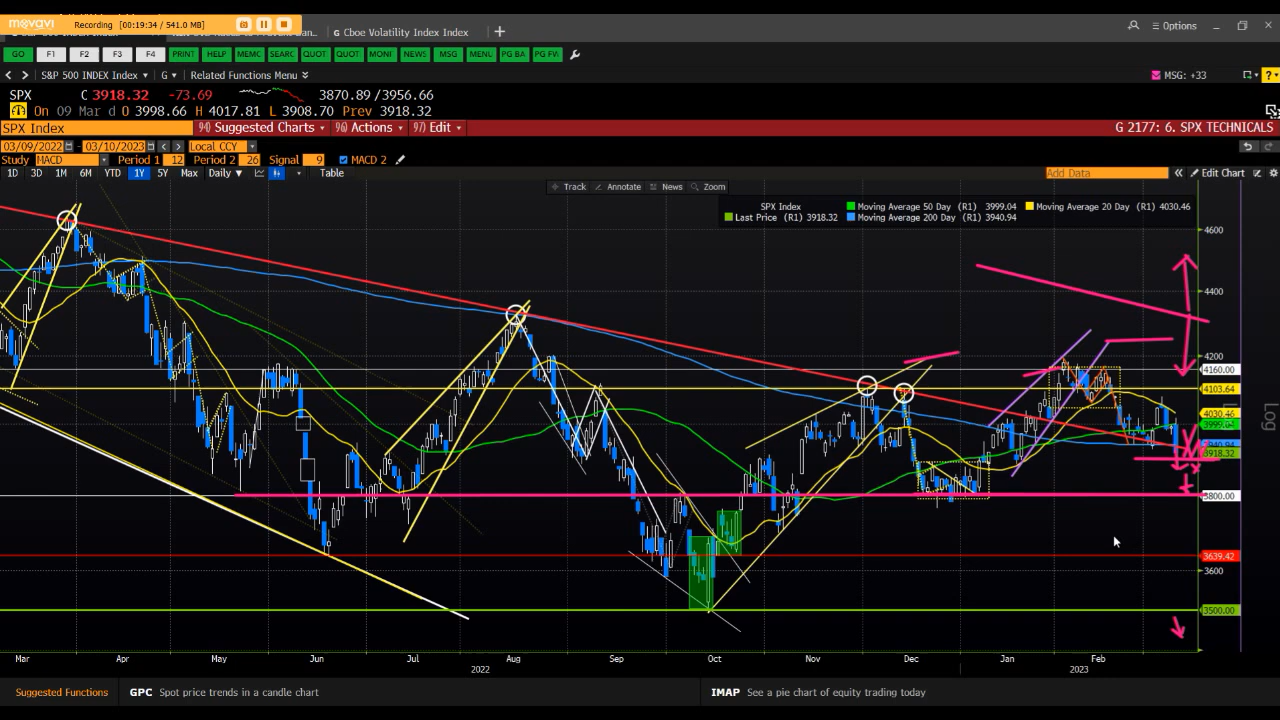 movavi Recording (00:19:34 / 541.0 MB)
G Cboe Volatility Index Index
Options
GO F1 F2 F3 F4 PRINT HELP MEMC SEARC QUOT QUOT MONI NEWS MSG MENU PG BA PG FW
S&P 500 INDEX Index G Related Functions Menu MSG: +33
SPX C 3918.32 -73.69 3870.89 /3956.66
On 09 Mar d O 3998.66 H 4017.81 L 3908.70 Prev 3918.32
SPX Index 94) Suggested Charts 96) Actions 97) Edit G 2177: 6. SPX TECHNICALS
03/09/2022 - 03/10/2023 Local CCY
Study MACD Period 1 12 Period 2 26 Signal 9 MACD 2
1D 3D 1M 6M YTD 1Y 5Y Max Daily Table Add Data Edit Chart
Track Annotate News Zoom
SPX Index Moving Average 50 Day (R1) 3999.04 Moving Average 20 Day (R1) 4030.46
Last Price (R1) 3918.32 Moving Average 200 Day (R1) 3940.94
4600
4400
4200
4160.00
4103.64
4030.46
3999.04
3940.94
3918.32
3800.00
3639.42
3600
3500.00
Log
Mar Apr May Jun Jul Aug Sep Oct Nov Dec Jan Feb
2022 2023
Suggested Functions GPC Spot price trends in a candle chart IMAP See a pie chart of equity trading today